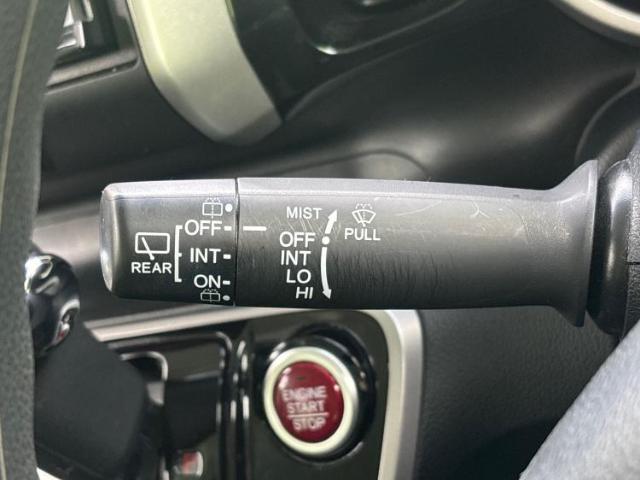 REAR
OFF
INT
ON
MIST
OFF
INT
LO
HI
PULL
ENGINE
START
STOP